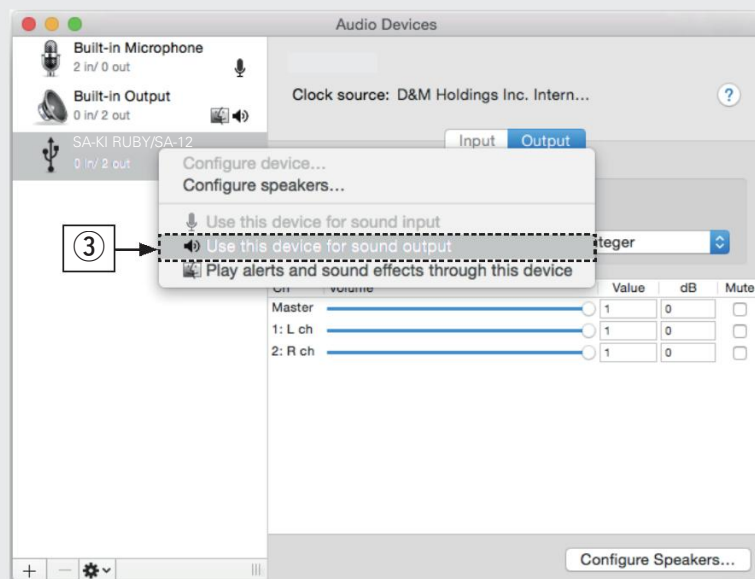 Audio Devices
Built-in Microphone
2 in/ 0 out
Built-in Output
0 in/ 2 out
SA-KI RUBY/SA-12
0 in/ 2 out
Clock source: D&M Holdings Inc. Intern...
?
Input Output
Configure device...
Configure speakers...
Use this device for sound input
③
Use this device for sound output
teger
Play alerts and sound effects through this device
Ch Volume Value dB Mute
Master 1 0
1: L ch 1 0
2: R ch 1 0
Configure Speakers...